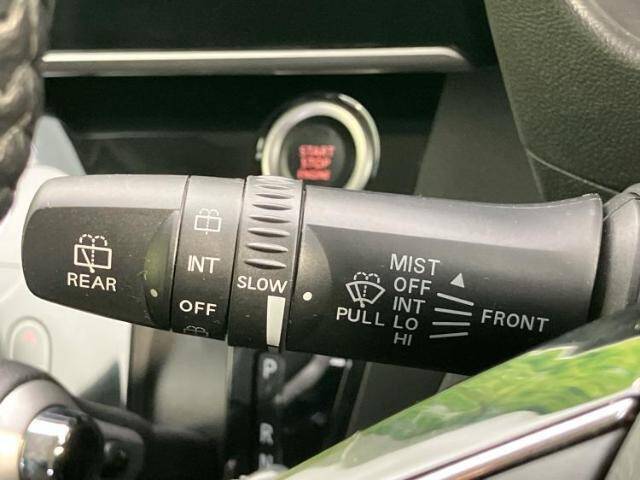 START
STOP
ENGINE
REAR
INT
OFF
SLOW
PULL
MIST
OFF
INT
LO
HI
FRONT
P
R
N